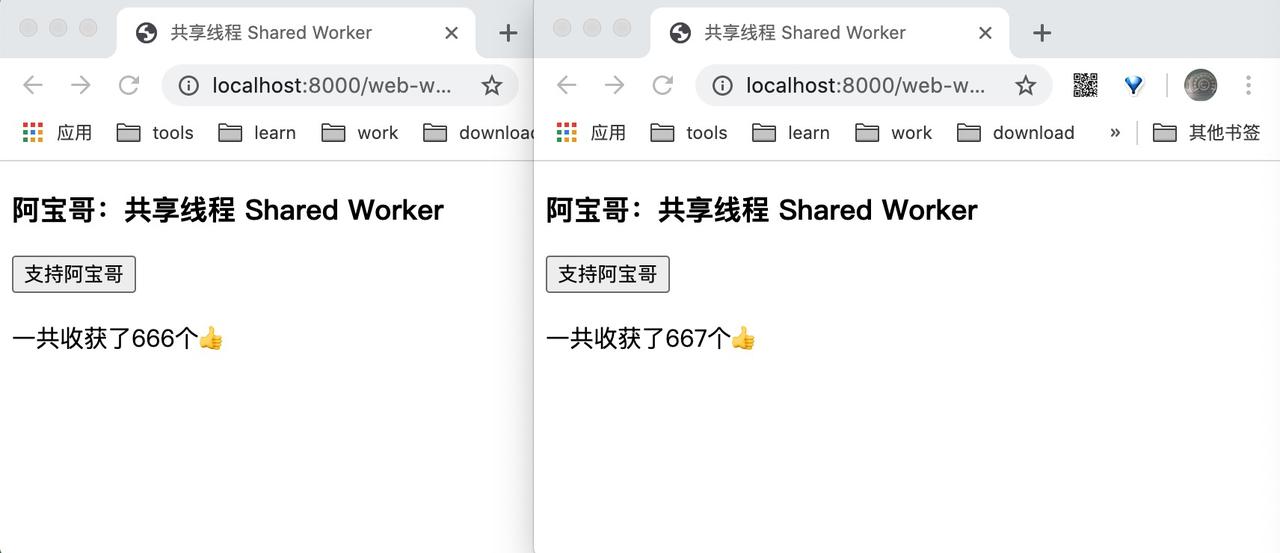 共享线程 Shared Worker
localhost:8000/web-w...
应用 tools learn work downloac
阿宝哥：共享线程 Shared Worker
支持阿宝哥
一共收获了666个👍
共享线程 Shared Worker
localhost:8000/web-w...
应用 tools learn work download » 其他书签
阿宝哥：共享线程 Shared Worker
支持阿宝哥
一共收获了667个👍